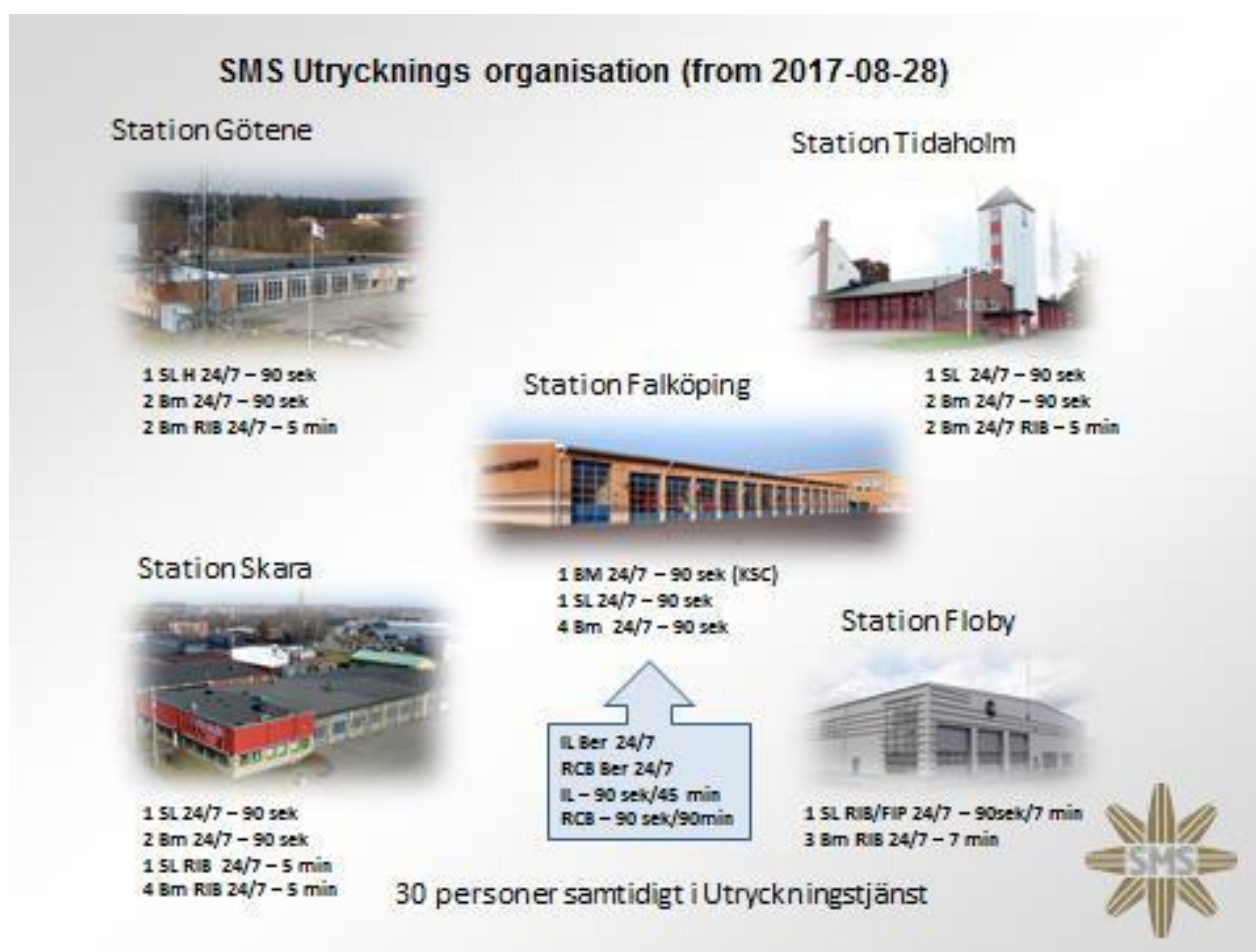 SMS Utrycknings organisation (from 2017-08-28)
Station Götene
1 SL H 24/7 – 90 sek
2 Bm 24/7 – 90 sek
2 Bm RIB 24/7 – 5 min
Station Tidaholm
1 SL 24/7 – 90 sek
2 Bm 24/7 – 90 sek
2 Bm 24/7 RIB – 5 min
Station Falköping
1 BM 24/7 – 90 sek (KSC)
1 SL 24/7 – 90 sek
4 Bm 24/7 – 90 sek
IL Ber 24/7
RCB Ber 24/7
IL – 90 sek/45 min
RCB – 90 sek/90min
Station Skara
1 SL 24/7 – 90 sek
2 Bm 24/7 – 90 sek
1 SL RIB 24/7 – 5 min
4 Bm RIB 24/7 – 5 min
Station Floby
1 SL RIB/FIP 24/7 – 90sek/7 min
3 Bm RIB 24/7 – 7 min
30 personer samtidigt i Utryckningstjänst
SMS